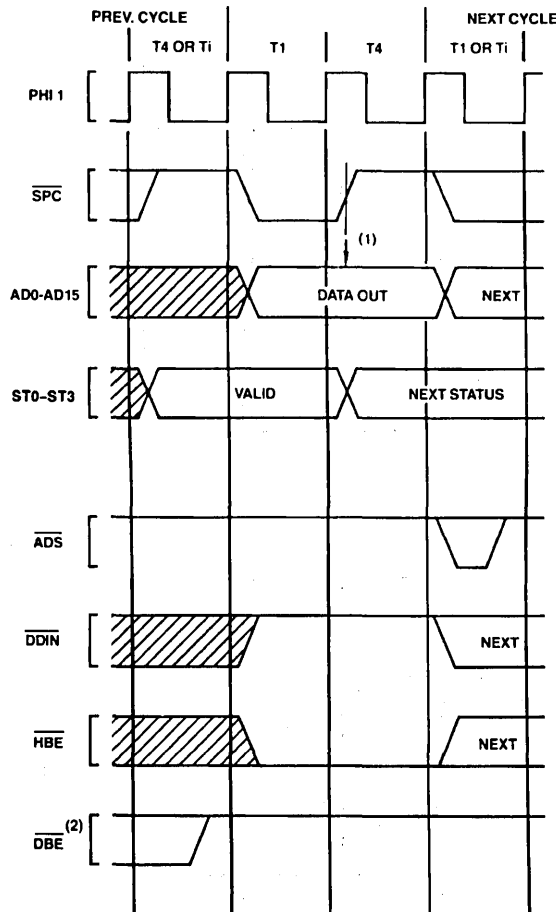 PREV. CYCLE NEXT CYCLE
T4 OR Ti T1 T4 T1 OR Ti
PHI 1
SPC
(1)
AD0-AD15 DATA OUT NEXT
ST0–ST3 VALID NEXT STATUS
ADS
DDIN NEXT
HBE NEXT
DBE (2)